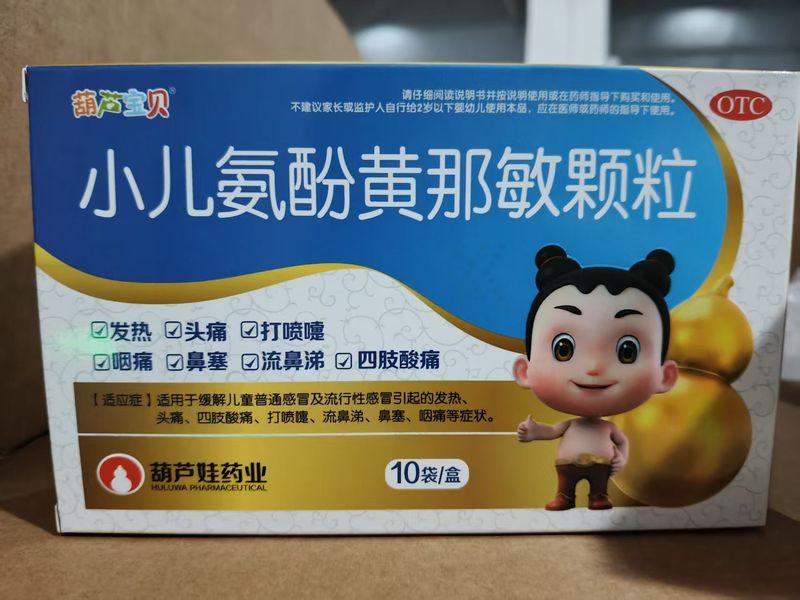 葫芦宝贝®
请仔细阅读说明书并按说明使用或在药师指导下购买和使用。
不建议家长或监护人自行给2岁以下婴幼儿使用本品，应在医师或药师的指导下使用。
OTC
小儿氨酚黄那敏颗粒
☑发热 ☑头痛 ☑打喷嚏
☑咽痛 ☑鼻塞 ☑流鼻涕 ☑四肢酸痛
【适应症】适用于缓解儿童普通感冒及流行性感冒引起的发热、
头痛、四肢酸痛、打喷嚏、流鼻涕、鼻塞、咽痛等症状。
葫芦娃药业
HULUWA PHARMACEUTICAL
10袋/盒